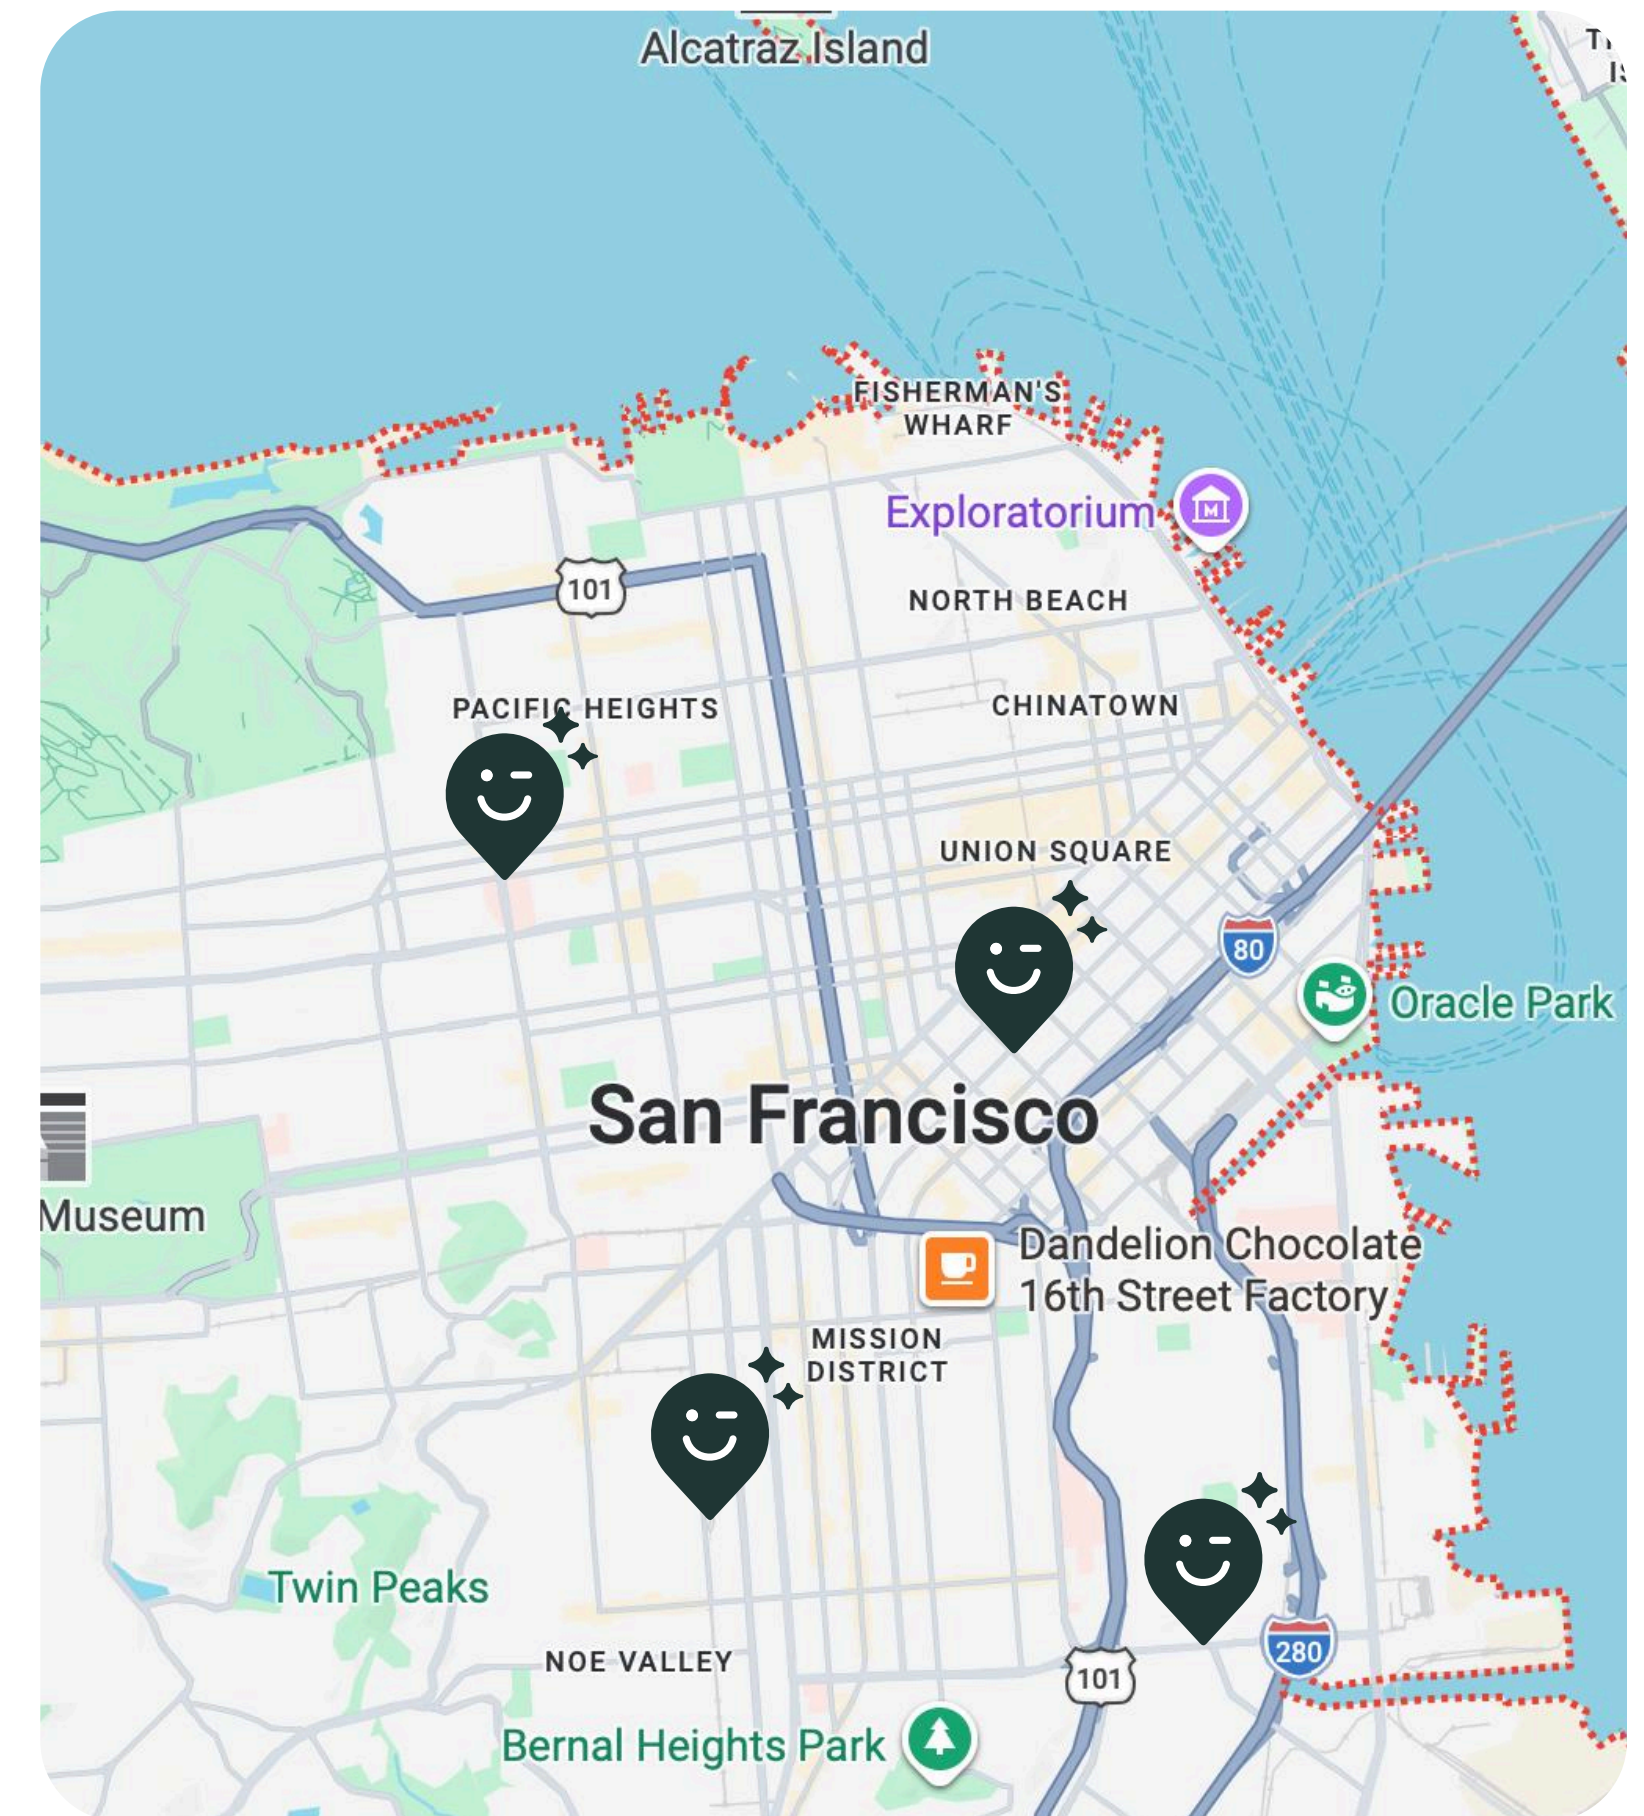 Alcatraz Island
FISHERMAN'S
WHARF
Exploratorium
M
101
NORTH BEACH
PACIFIC HEIGHTS
CHINATOWN
UNION SQUARE
80
Oracle Park
San Francisco
Museum
Dandelion Chocolate
16th Street Factory
MISSION
DISTRICT
Twin Peaks
NOE VALLEY
280
101
Bernal Heights Park